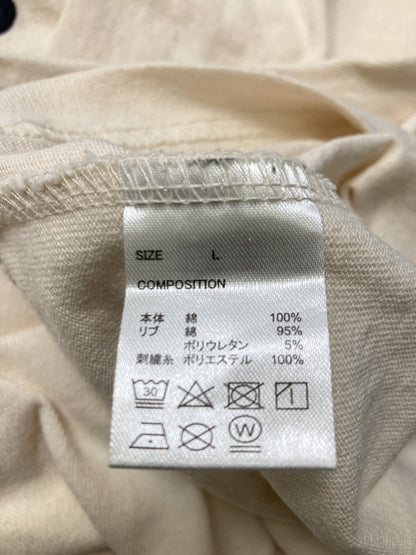 SIZE L
COMPOSITION
本体 綿 100%
リブ 綿 95%
ポリウレタン 5%
刺繍糸 ポリエステル 100%
30
W